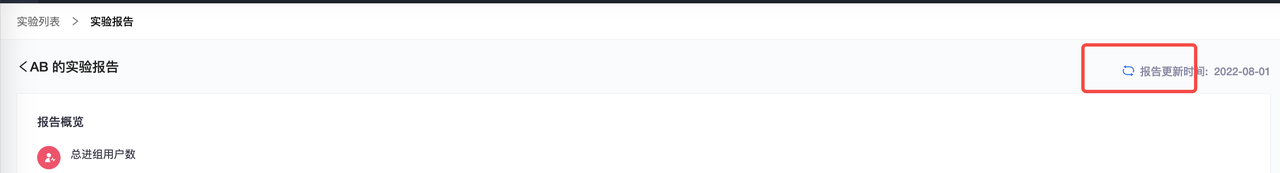 实验列表 > 实验报告
AB 的实验报告
报告更新时间: 2022-08-01
报告概览
总进组用户数